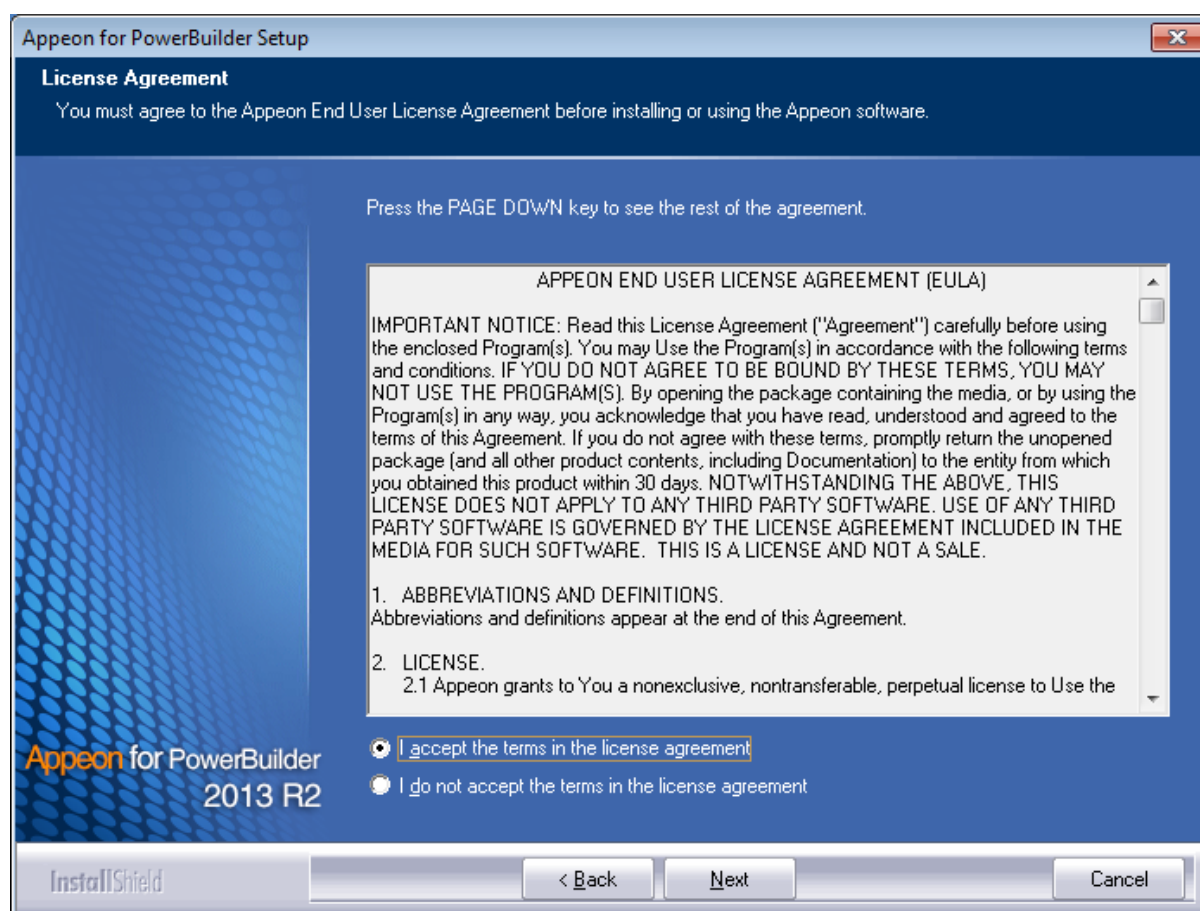 Appeon for PowerBuilder Setup
License Agreement
You must agree to the Appeon End User License Agreement before installing or using the Appeon software.
Press the PAGE DOWN key to see the rest of the agreement.
APPEON END USER LICENSE AGREEMENT (EULA)
IMPORTANT NOTICE: Read this License Agreement ("Agreement") carefully before using
the enclosed Program(s). You may Use the Program(s) in accordance with the following terms
and conditions. IF YOU DO NOT AGREE TO BE BOUND BY THESE TERMS, YOU MAY
NOT USE THE PROGRAM(S). By opening the package containing the media, or by using the
Program(s) in any way, you acknowledge that you have read, understood and agreed to the
terms of this Agreement. If you do not agree with these terms, promptly return the unopened
package (and all other product contents, including Documentation) to the entity from which
you obtained this product within 30 days. NOTWITHSTANDING THE ABOVE, THIS
LICENSE DOES NOT APPLY TO ANY THIRD PARTY SOFTWARE. USE OF ANY THIRD
PARTY SOFTWARE IS GOVERNED BY THE LICENSE AGREEMENT INCLUDED IN THE
MEDIA FOR SUCH SOFTWARE.  THIS IS A LICENSE AND NOT A SALE.
1.  ABBREVIATIONS AND DEFINITIONS.
Abbreviations and definitions appear at the end of this Agreement.
2.  LICENSE.
2.1 Appeon grants to You a nonexclusive, nontransferable, perpetual license to Use the
I accept the terms in the license agreement
I do not accept the terms in the license agreement
Appeon for PowerBuilder
2013 R2
InstallShield
< Back
Next
Cancel